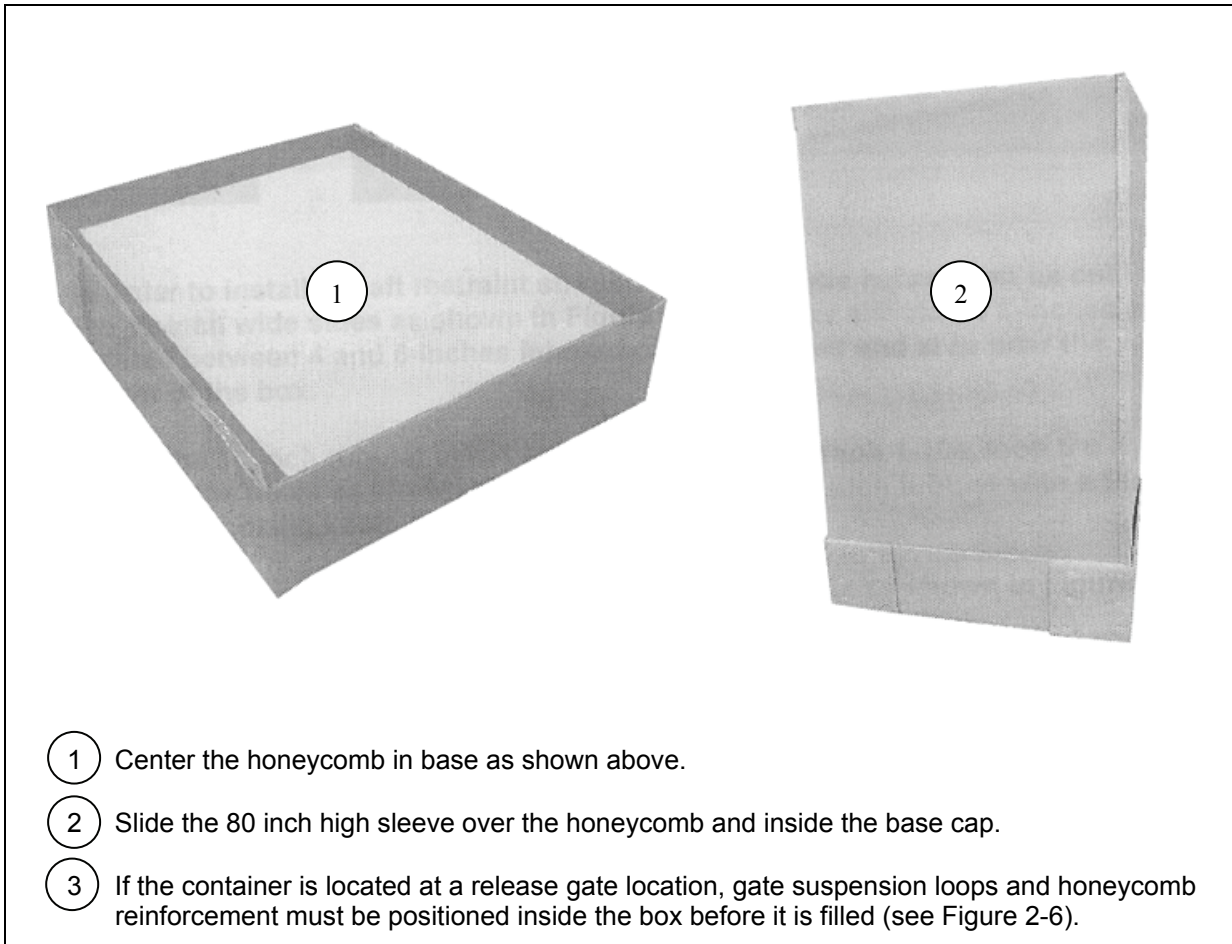 1
2
1 Center the honeycomb in base as shown above.
2 Slide the 80 inch high sleeve over the honeycomb and inside the base cap.
3 If the container is located at a release gate location, gate suspension loops and honeycomb
reinforcement must be positioned inside the box before it is filled (see Figure 2-6).